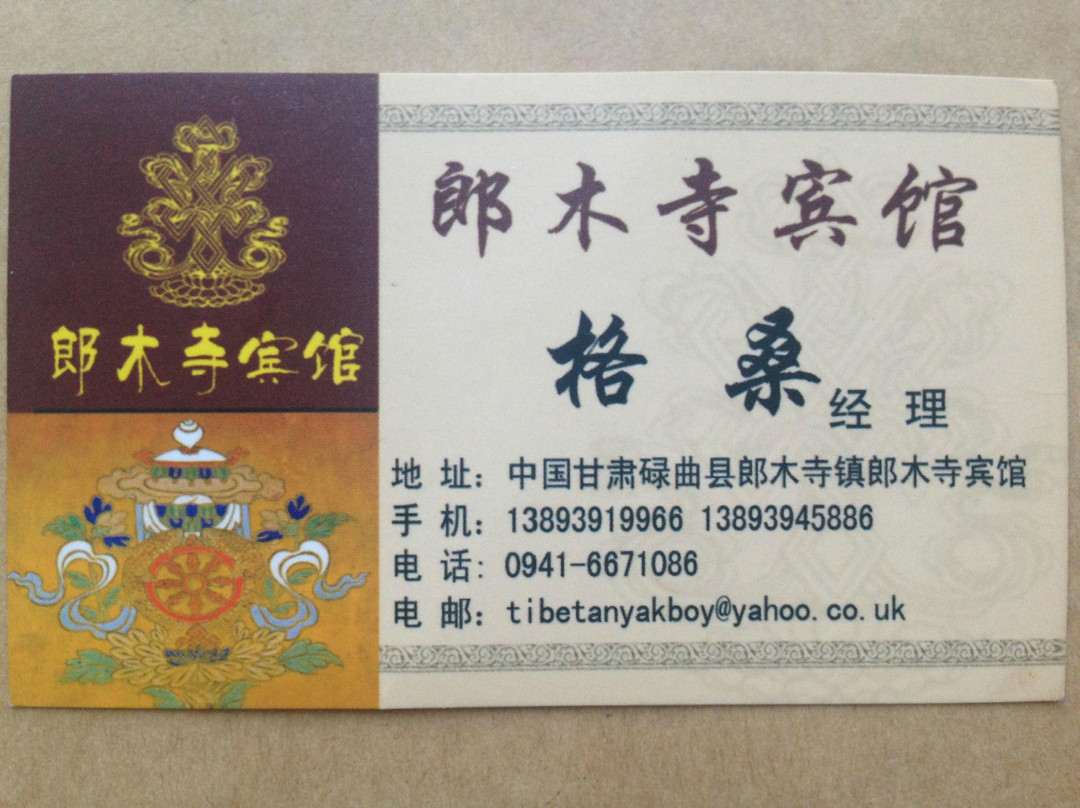 郎木寺宾馆
郎木寺宾馆
格桑 经理
地 址：中国甘肃碌曲县郎木寺镇郎木寺宾馆
手 机：13893919966 13893945886
电 话：0941-6671086
电 邮：tibetanyakboy@yahoo.co.uk